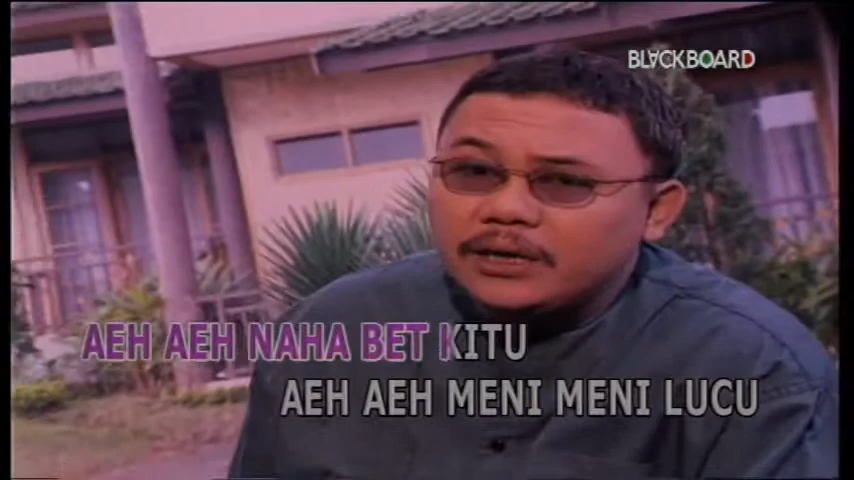 BLACKBOARD
AEH AEH NAHA BET KITU
AEH AEH MENI MENI LUCU